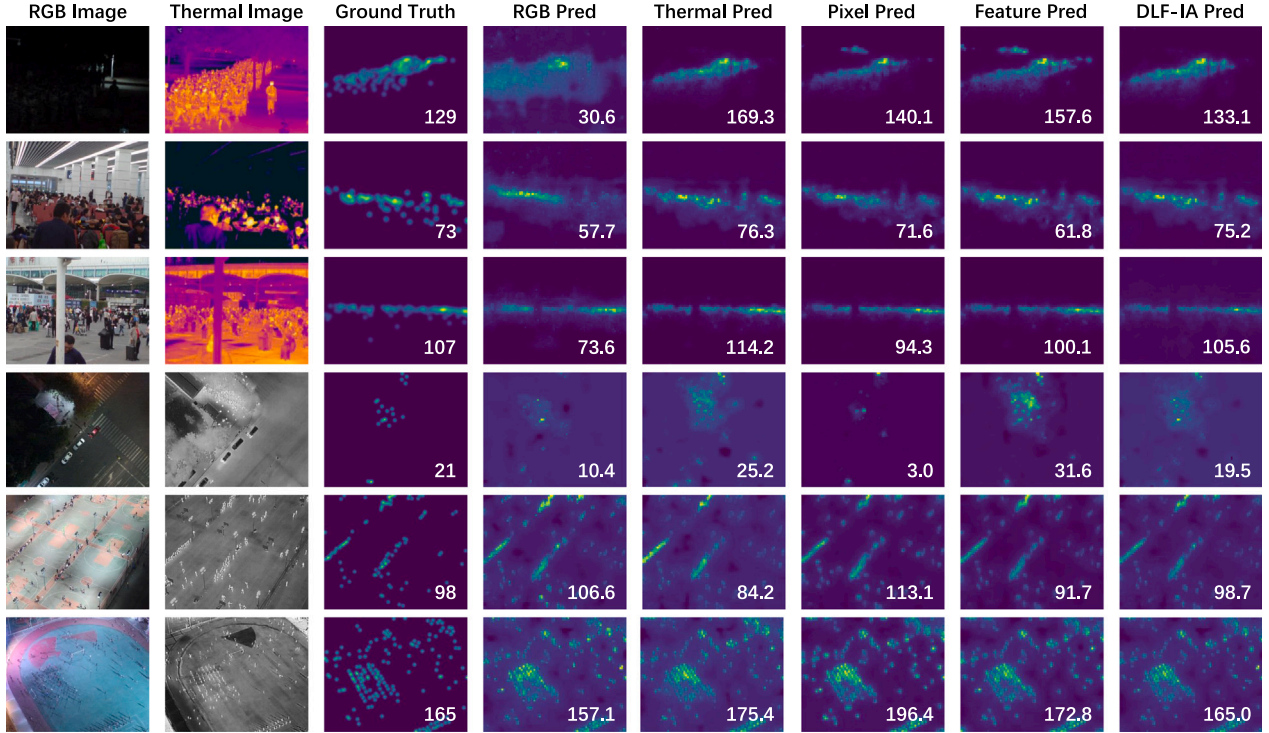 RGB Image Thermal Image Ground Truth RGB Pred Thermal Pred Pixel Pred Feature Pred DLF-IA Pred
129 30.6 169.3 140.1 157.6 133.1
73 57.7 76.3 71.6 61.8 75.2
107 73.6 114.2 94.3 100.1 105.6
21 10.4 25.2 3.0 31.6 19.5
98 106.6 84.2 113.1 91.7 98.7
165 157.1 175.4 196.4 172.8 165.0